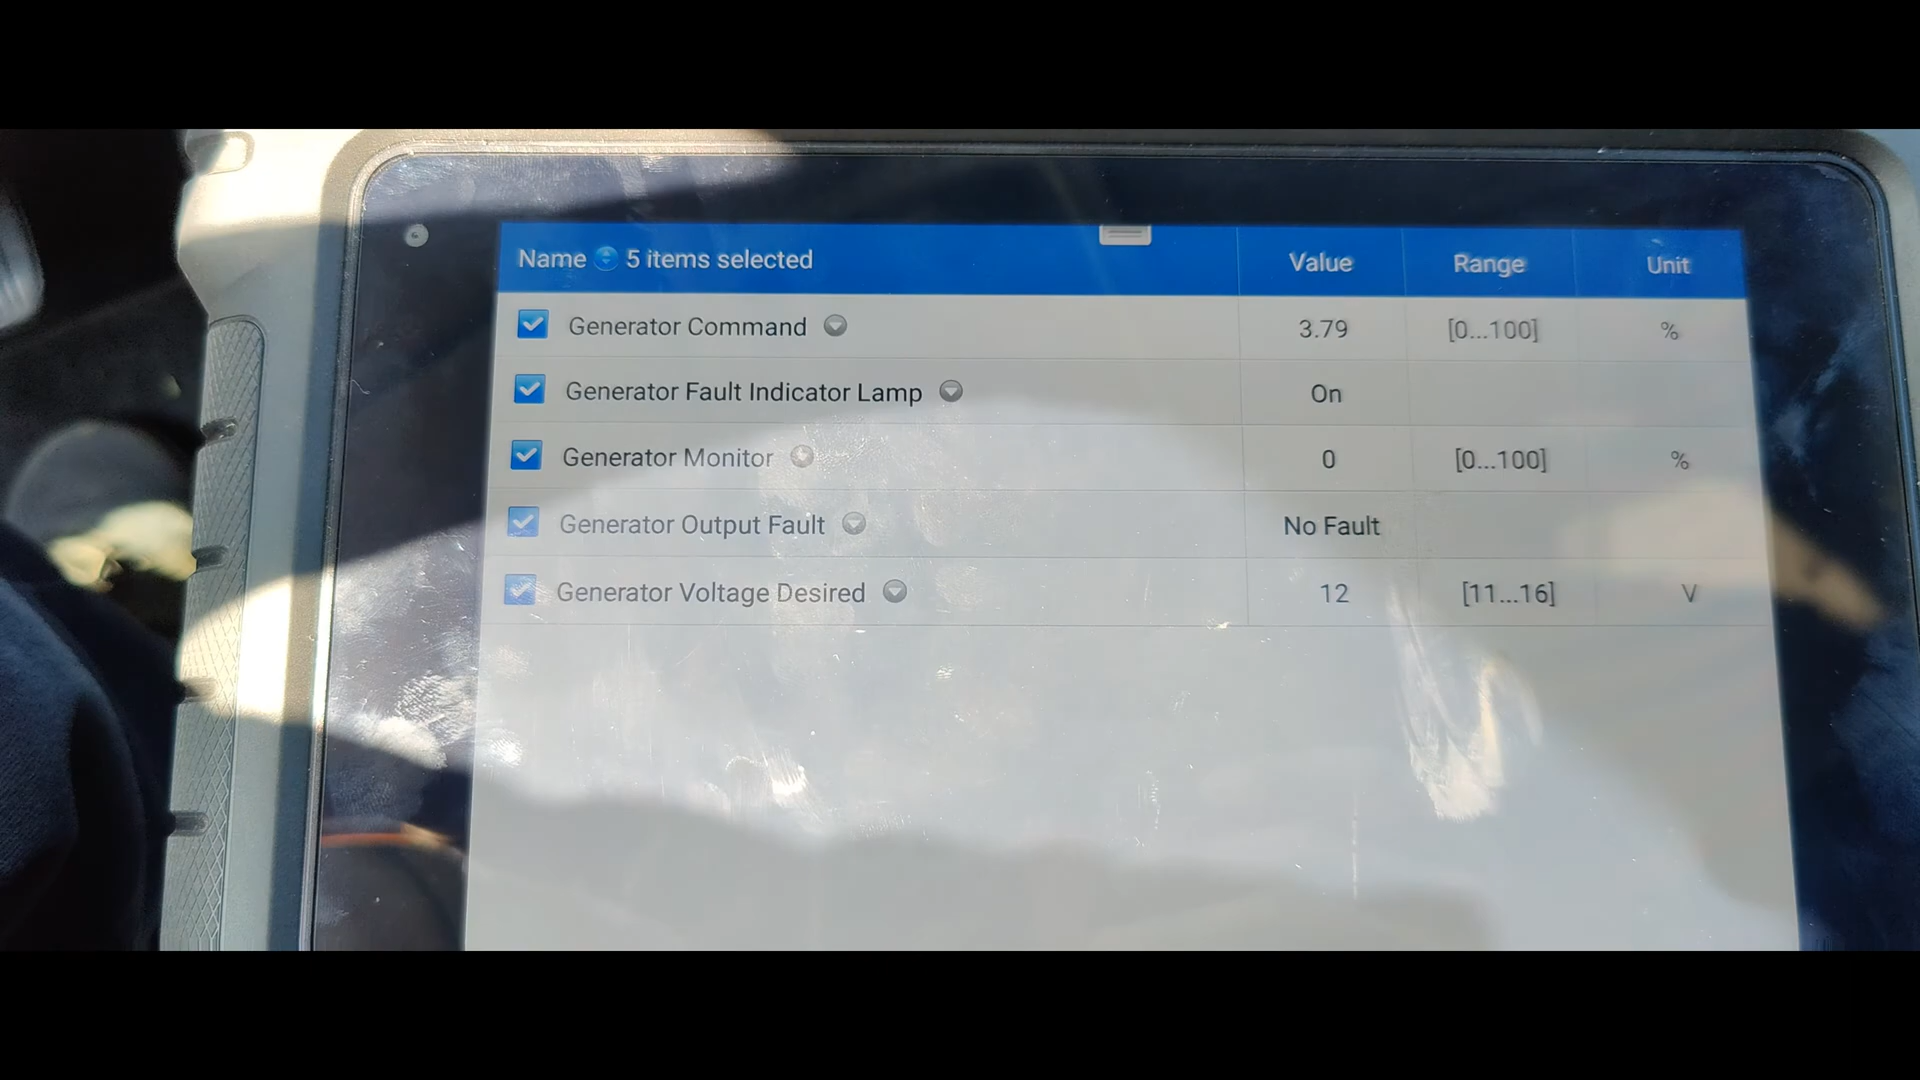 Name 5 items selected Value Range Unit
Generator Command 3.79 [0...100] %
Generator Fault Indicator Lamp On
Generator Monitor 0 [0...100] %
Generator Output Fault No Fault
Generator Voltage Desired 12 [11...16] V